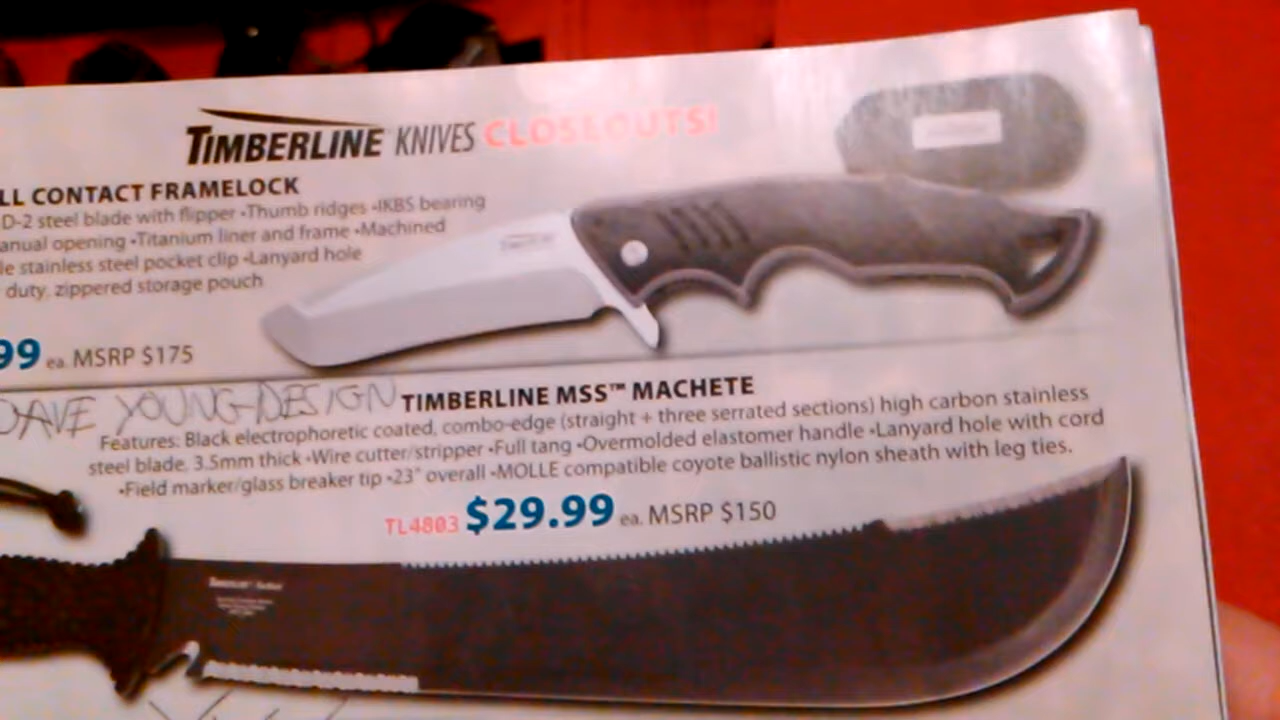 TIMBERLINE KNIVES CLOSEOUTS!
LL CONTACT FRAMELOCK
D-2 steel blade with flipper •Thumb ridges •IKBS bearing
anual opening •Titanium liner and frame •Machined
le stainless steel pocket clip •Lanyard hole
duty, zippered storage pouch
99 ea. MSRP $175
DAVE YOUNG DESIGN
TIMBERLINE MSS™ MACHETE
Features: Black electrophoretic coated, combo-edge (straight + three serrated sections) high carbon stainless
steel blade, 3.5mm thick •Wire cutter/stripper •Full tang •Overmolded elastomer handle •Lanyard hole with cord
•Field marker/glass breaker tip •23" overall •MOLLE compatible coyote ballistic nylon sheath with leg ties.
TL4803 $29.99 ea. MSRP $150